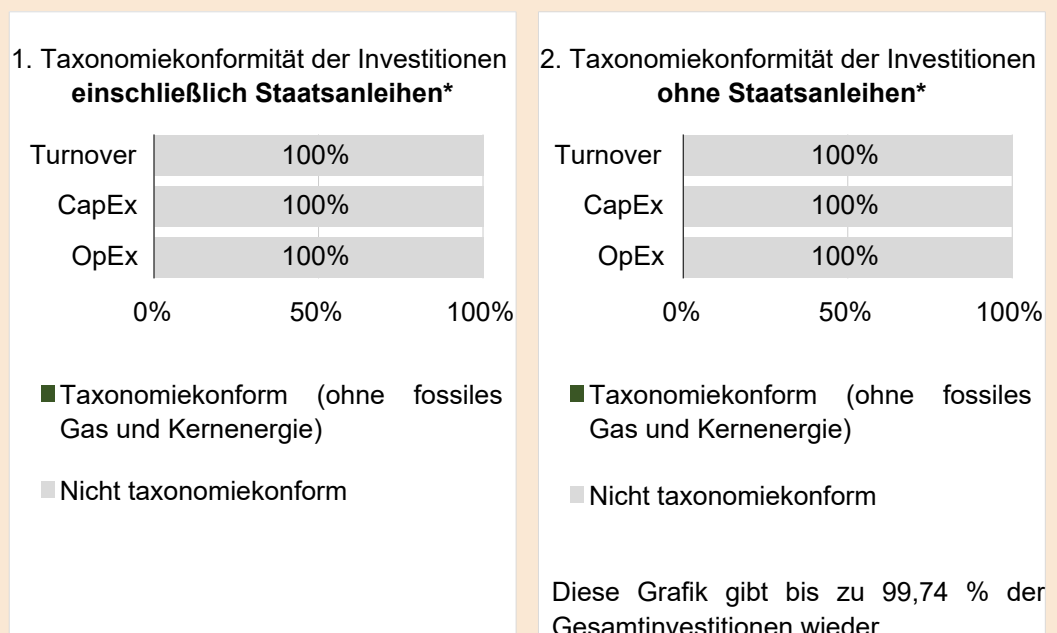 1. Taxonomiekonformität der Investitionen
einschließlich Staatsanleihen*
Turnover 100%
CapEx 100%
OpEx 100%
0% 50% 100%
Taxonomiekonform (ohne fossiles
Gas und Kernenergie)
Nicht taxonomiekonform
2. Taxonomiekonformität der Investitionen
ohne Staatsanleihen*
Turnover 100%
CapEx 100%
OpEx 100%
0% 50% 100%
Taxonomiekonform (ohne fossiles
Gas und Kernenergie)
Nicht taxonomiekonform
Diese Grafik gibt bis zu 99,74 % der
Gesamtinvestitionen wieder